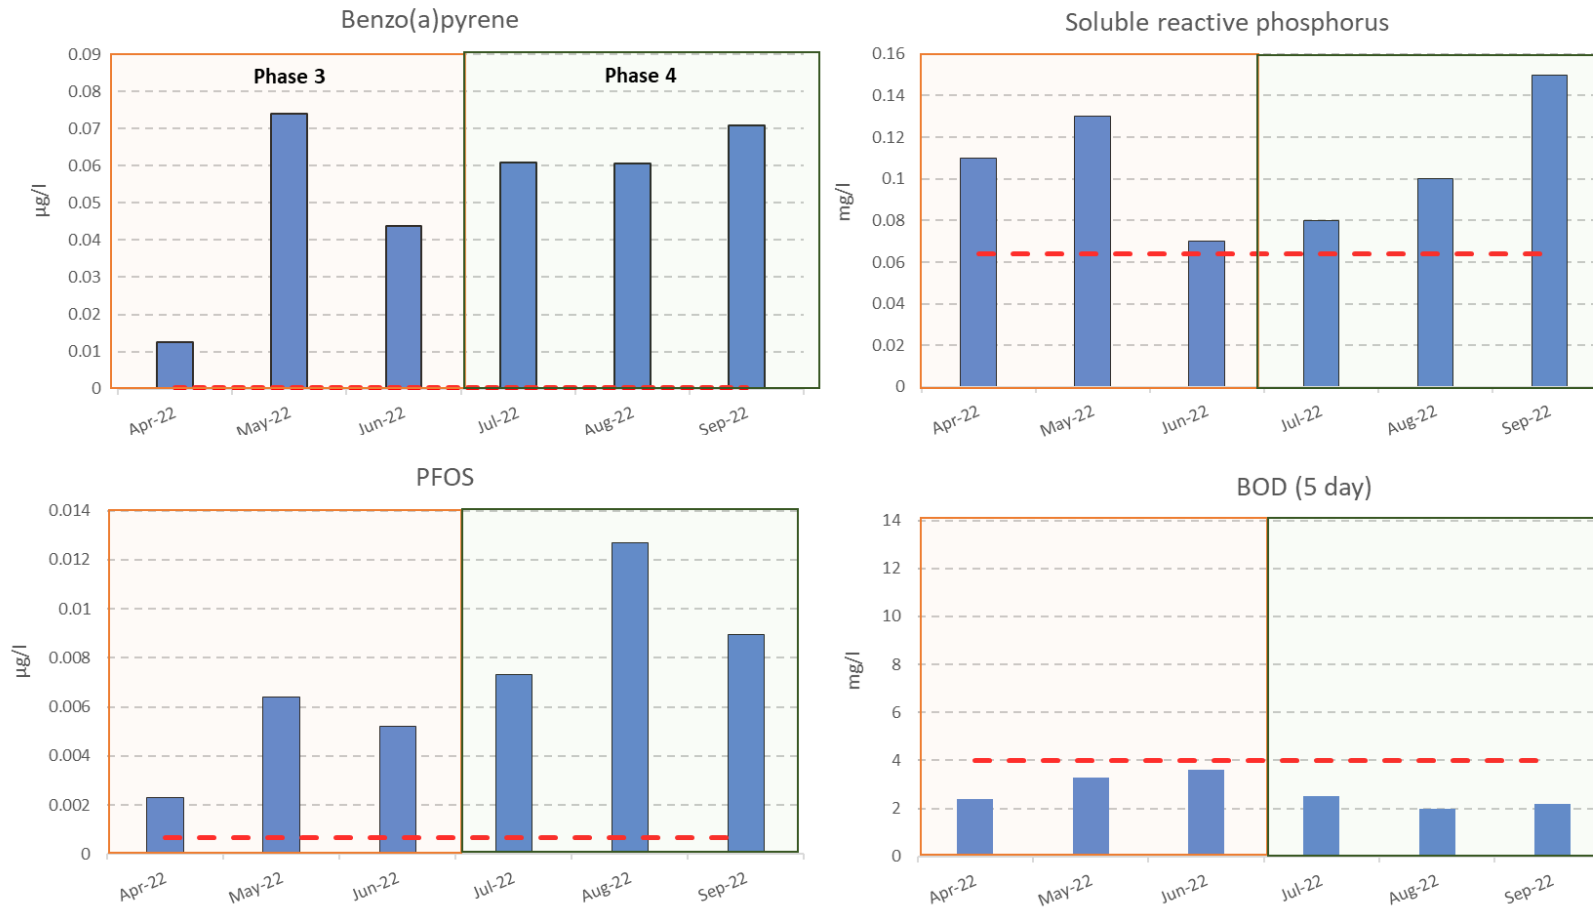 Benzo(a)pyrene
µg/l
0.09
0.08
0.07
0.06
0.05
0.04
0.03
0.02
0.01
0
Phase 3
Phase 4
Apr-22
May-22
Jun-22
Jul-22
Aug-22
Sep-22
Soluble reactive phosphorus
mg/l
0.16
0.14
0.12
0.1
0.08
0.06
0.04
0.02
0
Apr-22
May-22
Jun-22
Jul-22
Aug-22
Sep-22
PFOS
µg/l
0.014
0.012
0.01
0.008
0.006
0.004
0.002
0
Apr-22
May-22
Jun-22
Jul-22
Aug-22
Sep-22
BOD (5 day)
mg/l
14
12
10
8
6
4
2
0
Apr-22
May-22
Jun-22
Jul-22
Aug-22
Sep-22